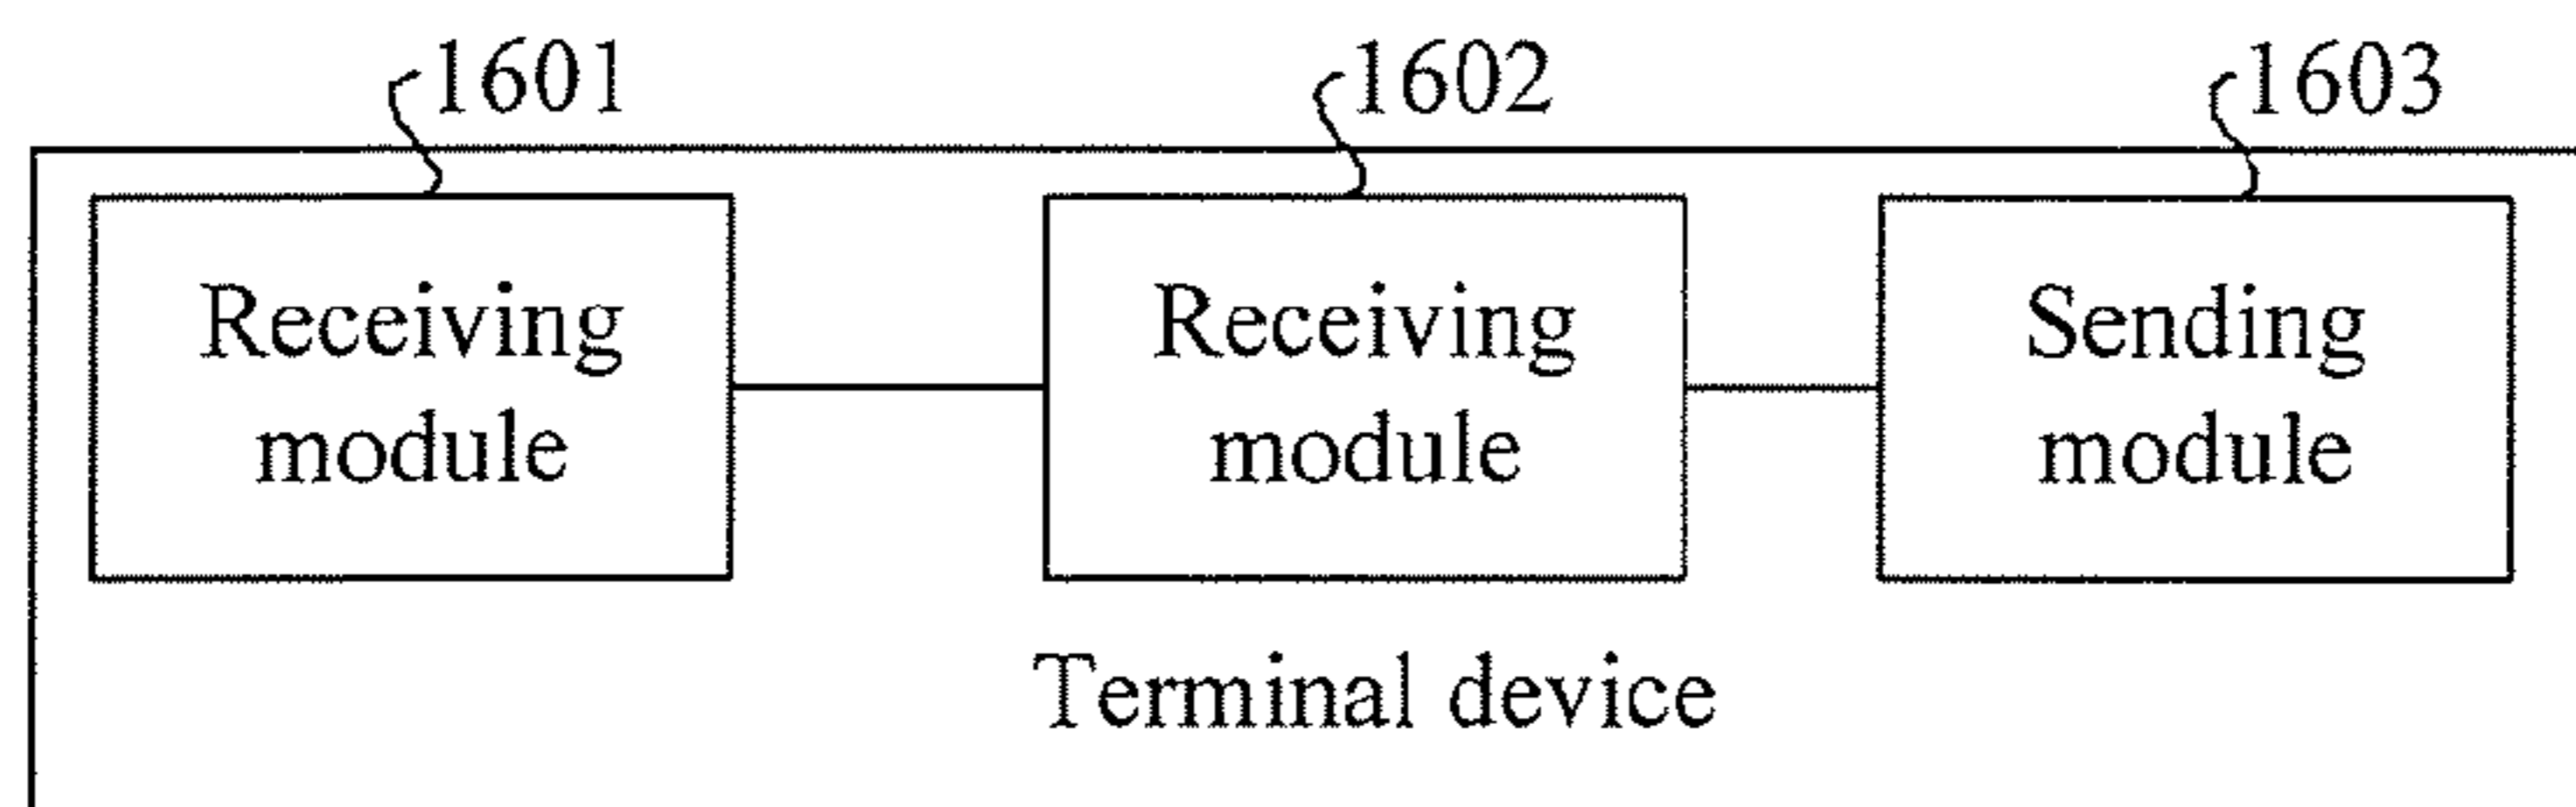 1601 1602 1603
Receiving Receiving Sending
module module module
Terminal device